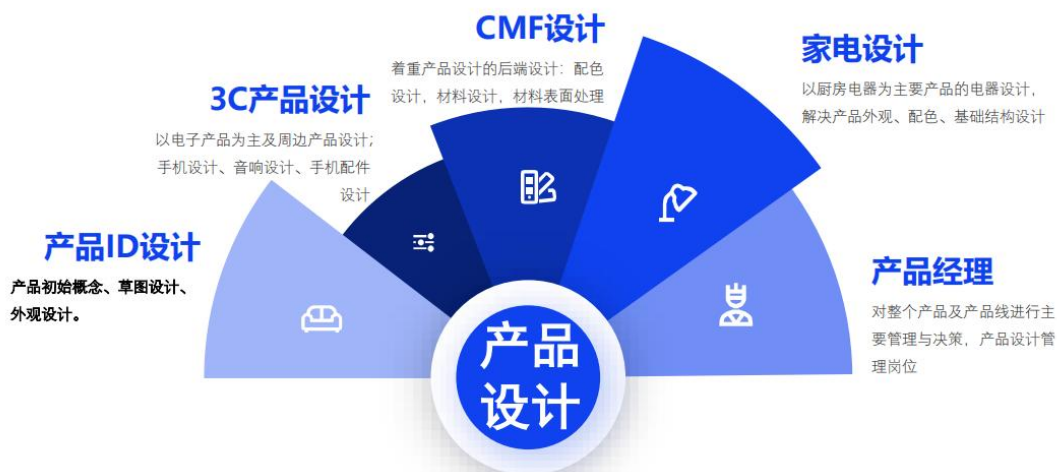 产品ID设计
产品初始概念、草图设计、
外观设计。
3C产品设计
以电子产品为主及周边产品设计;
手机设计、音响设计、手机配件
设计
CMF设计
着重产品设计的后端设计：配色
设计，材料设计，材料表面处理
家电设计
以厨房电器为主要产品的电器设计，
解决产品外观、配色、基础结构设计
产品经理
对整个产品及产品线进行主
要管理与决策，产品设计管
理岗位
产品
设计